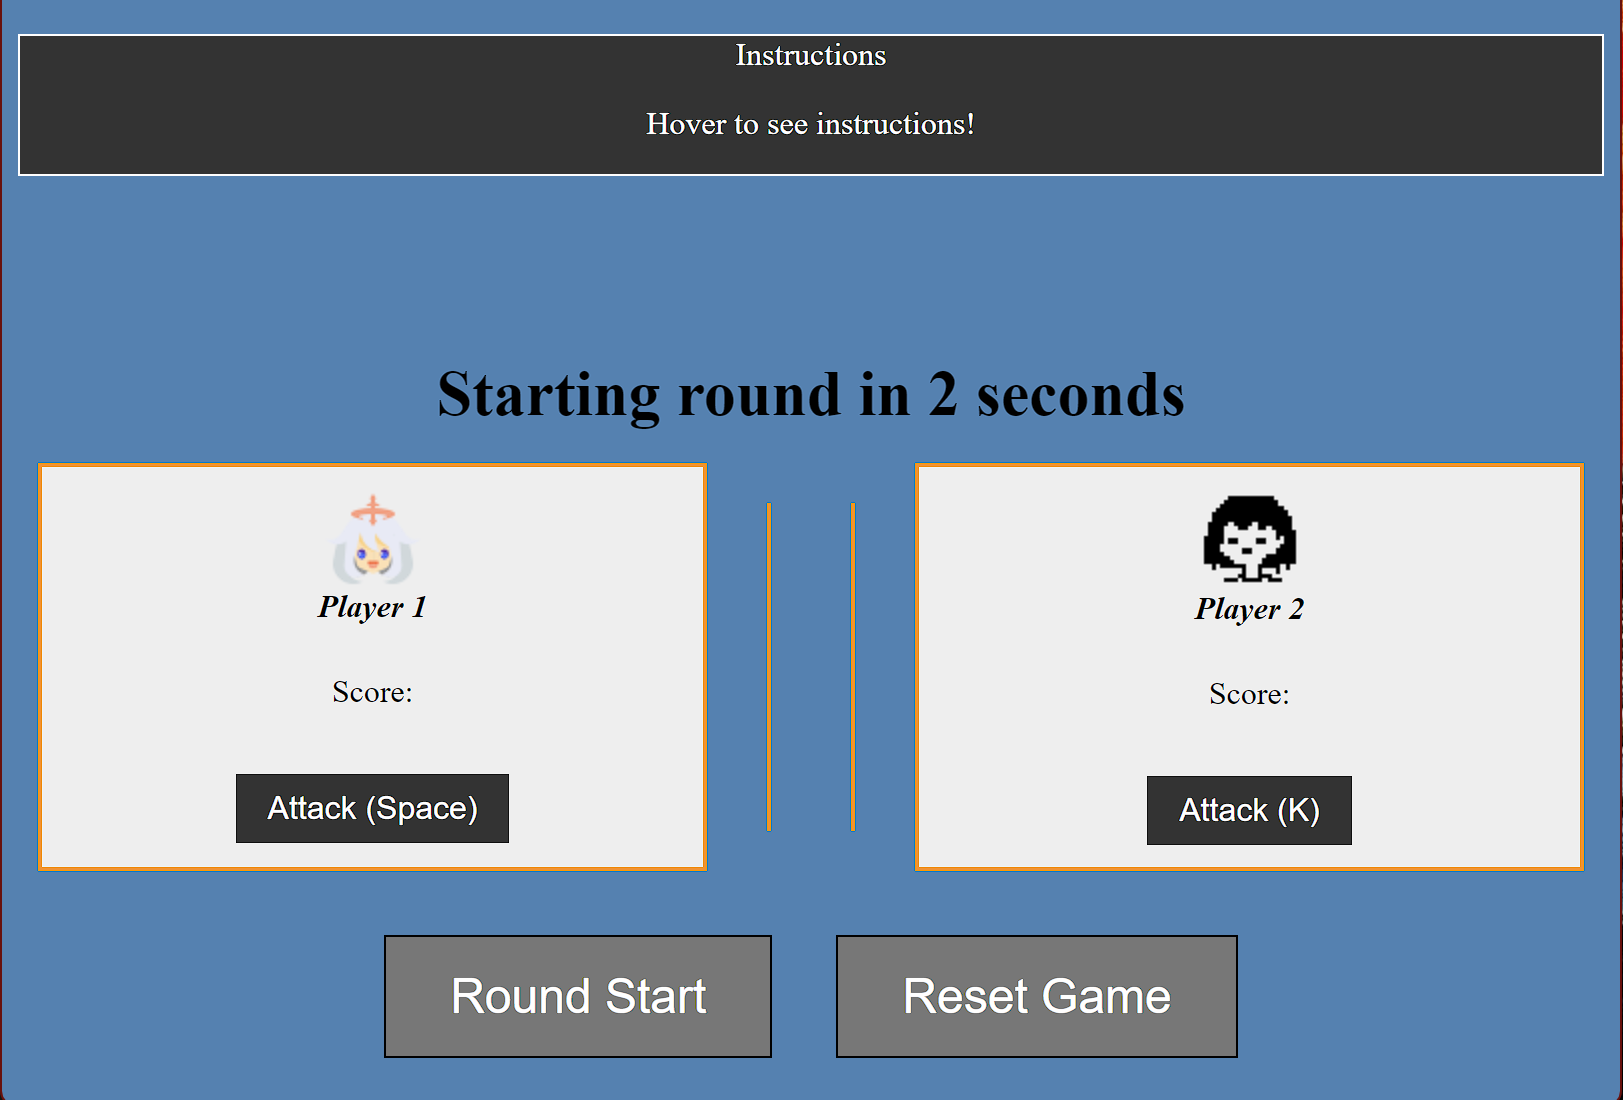 Instructions
Hover to see instructions!
Starting round in 2 seconds
Player 1
Score:
Attack (Space)
Player 2
Score:
Attack (K)
Round Start
Reset Game